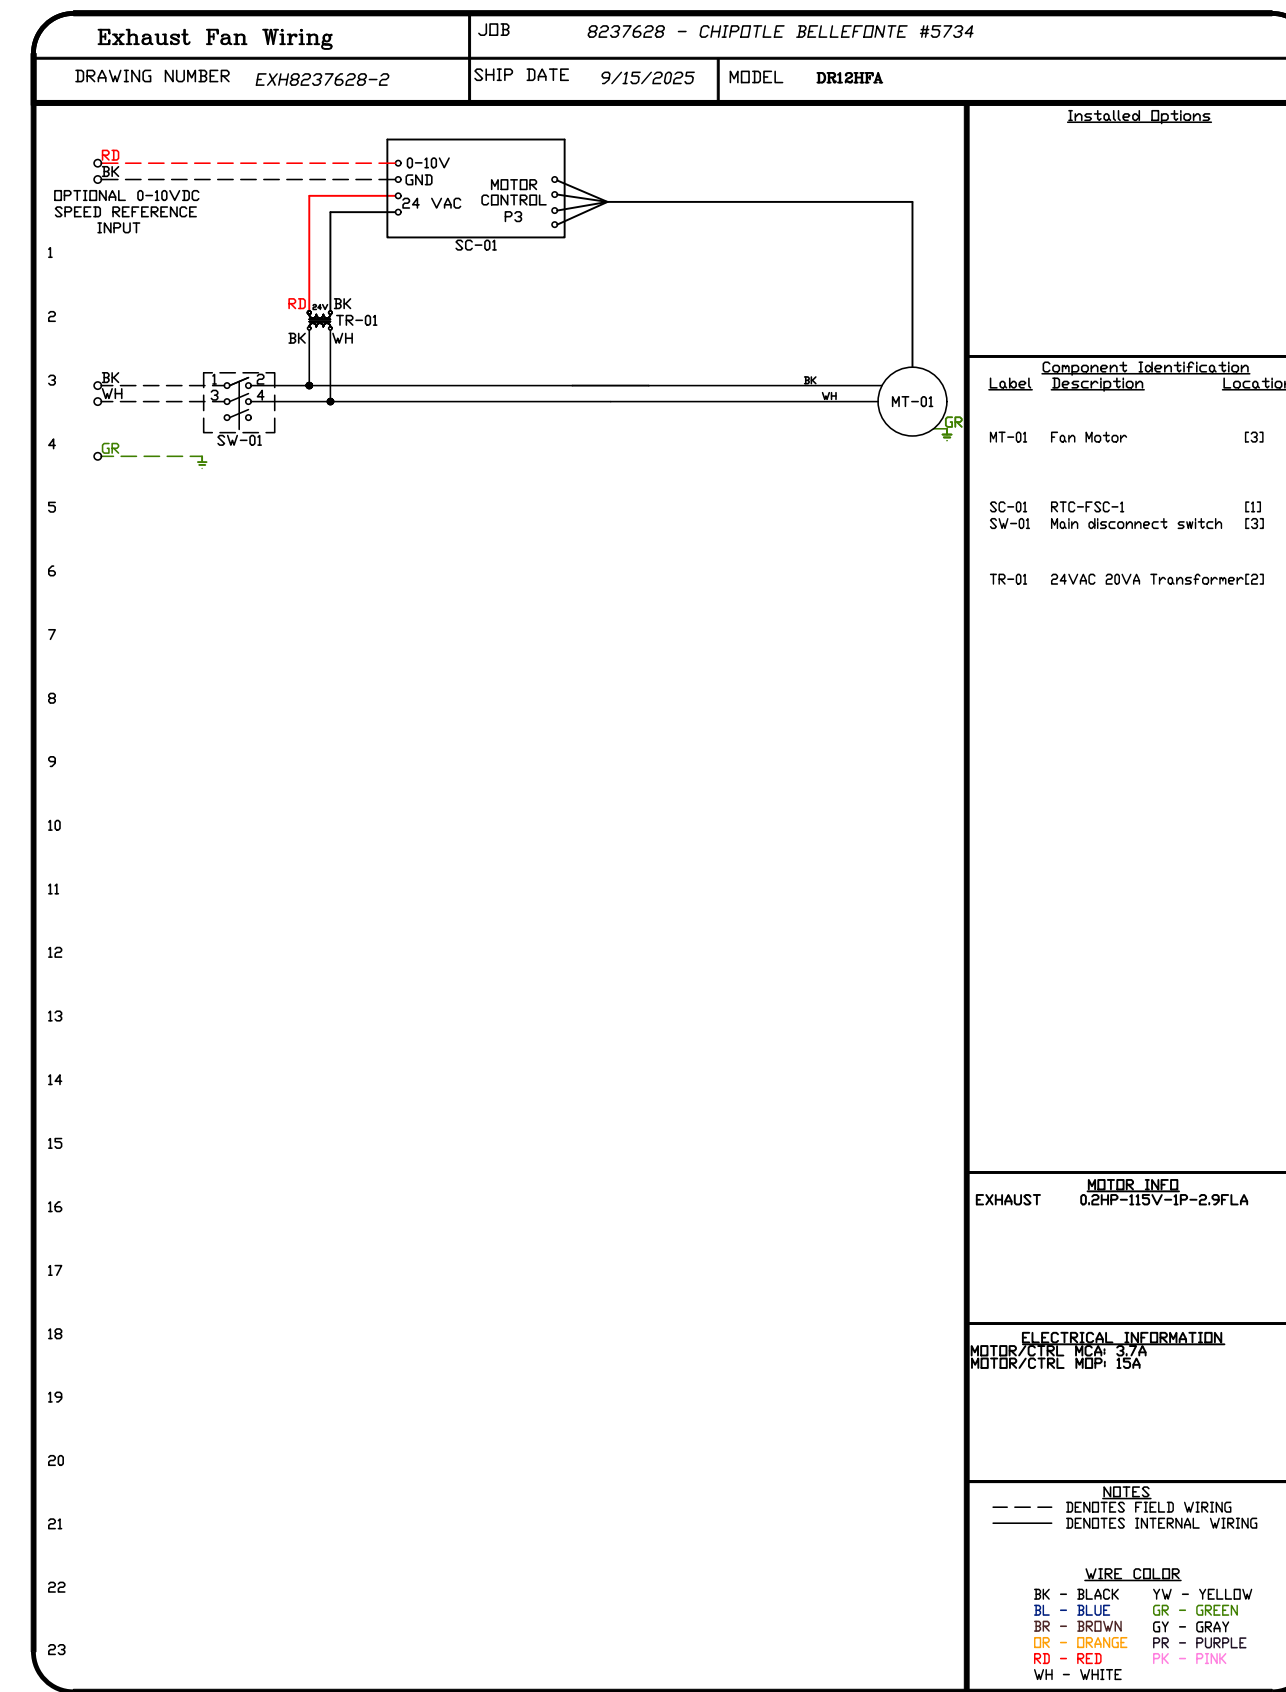 Exhaust Fan Wiring
JOB 8237628 - CHIPOTLE BELLEFONTE #5734
DRAWING NUMBER EXH8237628-2
SHIP DATE 9/15/2025
MODEL DR12HFA
RD
BK
OPTIONAL 0-10VDC
SPEED REFERENCE
INPUT
0-10V
GND
24 VAC
MOTOR
CONTROL
P3
SC-01
RD 24V BK
TR-01
BK WH
BK
WH
1 2
3 4
SW-01
GR
BK
WH
MT-01
GR
1
2
3
4
5
6
7
8
9
10
11
12
13
14
15
16
17
18
19
20
21
22
23
Installed Options
Component Identification
Label Description Location
MT-01 Fan Motor [3]
SC-01 RTC-FSC-1 [1]
SW-01 Main disconnect switch [3]
TR-01 24VAC 20VA Transformer[2]
MOTOR INFO
EXHAUST 0.2HP-115V-1P-2.9FLA
ELECTRICAL INFORMATION
MOTOR/CTRL MCA: 3.7A
MOTOR/CTRL MOP: 15A
NOTES
DENOTES FIELD WIRING
DENOTES INTERNAL WIRING
WIRE COLOR
BK - BLACK YW - YELLOW
BL - BLUE GR - GREEN
BR - BROWN GY - GRAY
OR - ORANGE PR - PURPLE
RD - RED PK - PINK
WH - WHITE